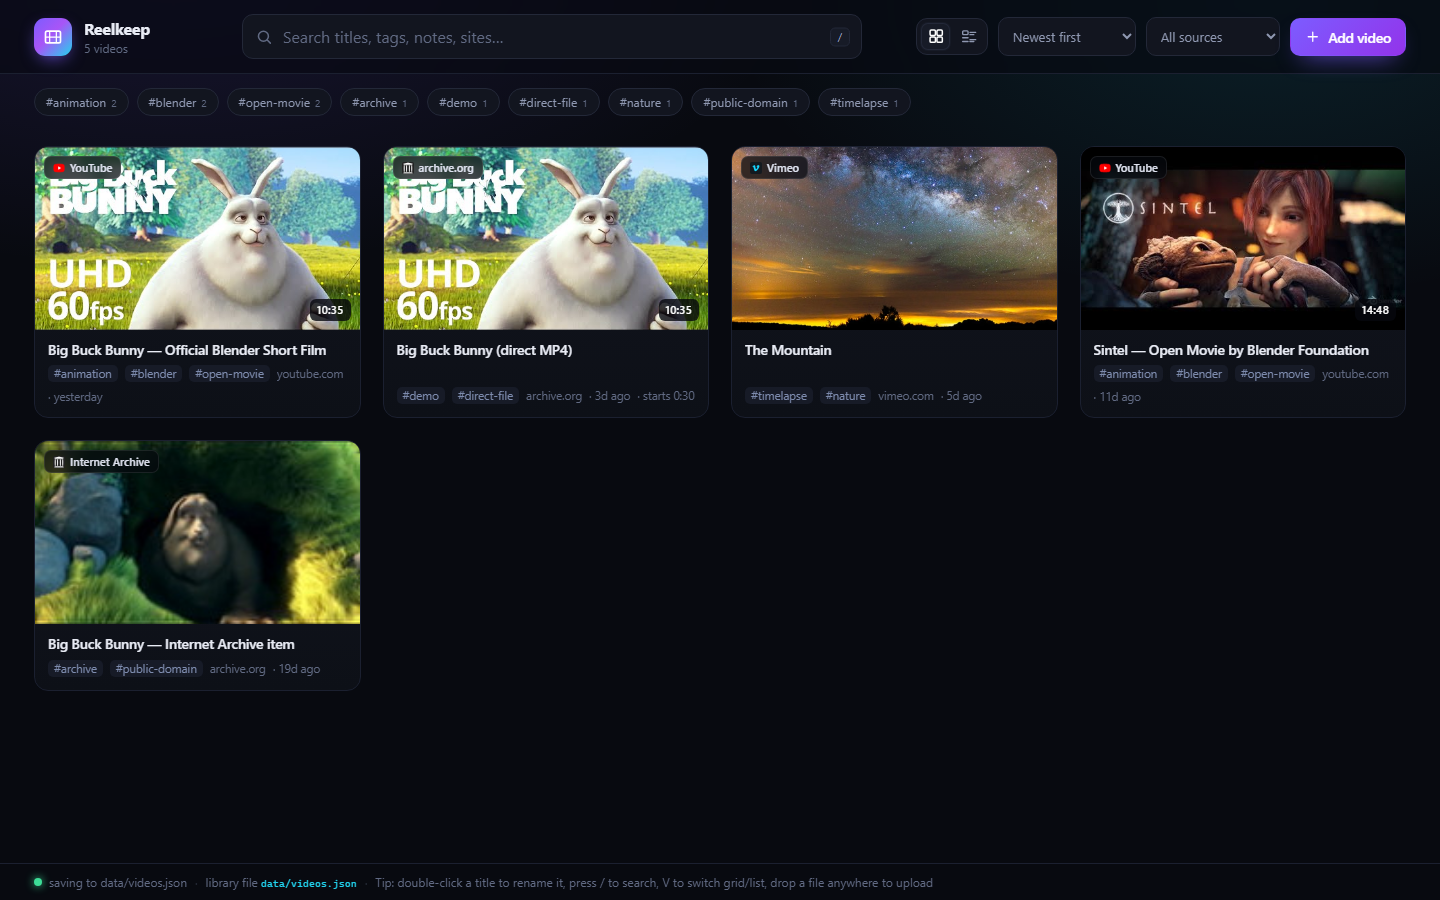 Reelkeep
5 videos
Search titles, tags, notes, sites...
/
Newest first
All sources
+ Add video
#animation 2
#blender 2
#open-movie 2
#archive 1
#demo 1
#direct-file 1
#nature 1
#public-domain 1
#timelapse 1
YouTube
Big Buck
BUNNY
UHD
60fps
10:35
Big Buck Bunny — Official Blender Short Film
#animation #blender #open-movie youtube.com
· yesterday
archive.org
Big Buck
BUNNY
UHD
60fps
10:35
Big Buck Bunny (direct MP4)
#demo #direct-file archive.org · 3d ago · starts 0:30
Vimeo
The Mountain
#timelapse #nature vimeo.com · 5d ago
YouTube
SINTEL
14:48
Sintel — Open Movie by Blender Foundation
#animation #blender #open-movie youtube.com
· 11d ago
Internet Archive
Big Buck Bunny — Internet Archive item
#archive #public-domain archive.org · 19d ago
saving to data/videos.json · library file data/videos.json · Tip: double-click a title to rename it, press / to search, V to switch grid/list, drop a file anywhere to upload